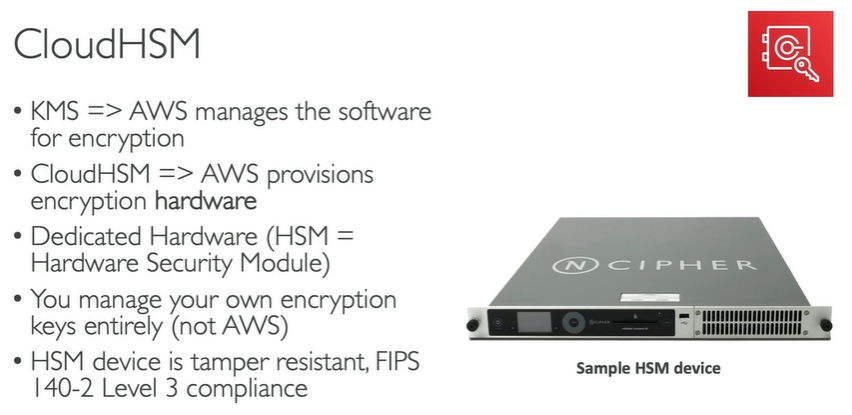 CloudHSM
• KMS => AWS manages the software
for encryption
• CloudHSM => AWS provisions
encryption hardware
• Dedicated Hardware (HSM =
Hardware Security Module)
• You manage your own encryption
keys entirely (not AWS)
• HSM device is tamper resistant, FIPS
140-2 Level 3 compliance
N CIPHER
N CIPHER
Sample HSM device